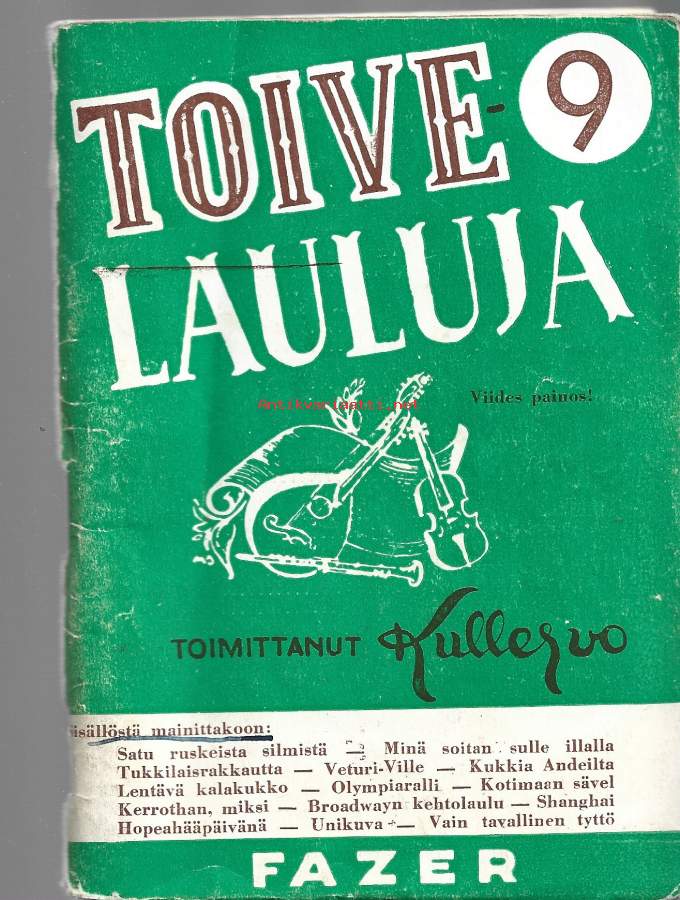 TOIVE-
9
LAULUJA
Viides painos!
Antikvariaatti.net
TOIMITTANUT Kullervo
sisällöstä mainittakoon:
Satu ruskeista silmistä — Minä soitan sulle illalla
Tukkilaisrakkautta — Veturi-Ville — Kukkia Andeilta
Lentävä kalakukko — Olympiaralli — Kotimaan sävel
Kerrothan, miksi — Broadwayn kehtolaulu — Shanghai
Hopeahääpäivänä — Unikuva — Vain tavallinen tyttö
FAZER